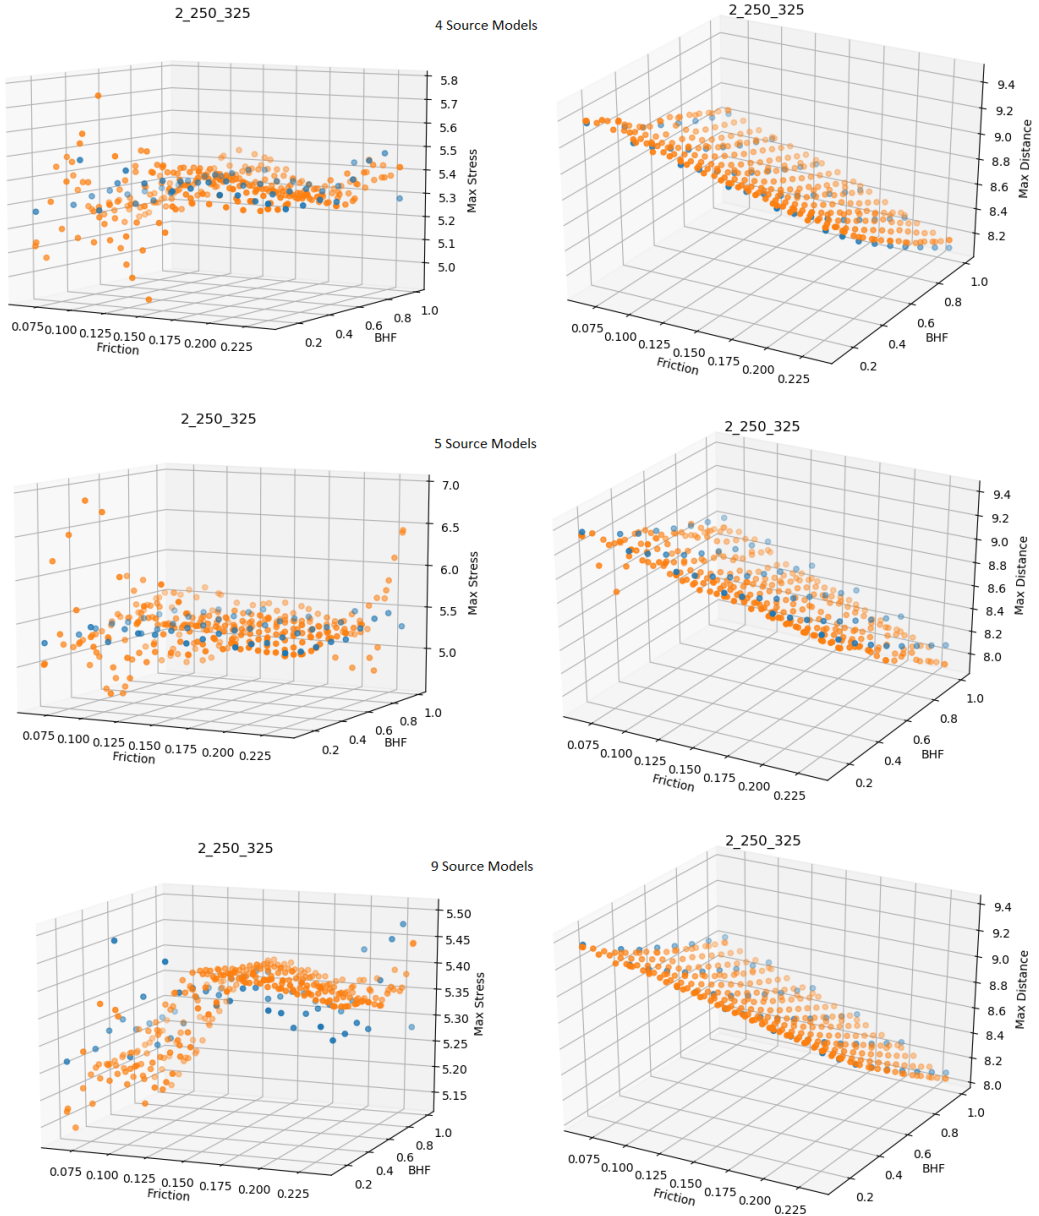 2_250_325
4 Source Models
2_250_325
5.8
5.7
5.6
5.5
5.4
5.3
5.2
5.1
5.0
Max Stress
0.075 0.100 0.125 0.150 0.175 0.200 0.225
Friction
0.2 0.4 0.6 0.8 1.0
BHF
9.4
9.2
9.0
8.8
8.6
8.4
8.2
Max Distance
0.075 0.100 0.125 0.150 0.175 0.200 0.225
Friction
0.2 0.4 0.6 0.8 1.0
BHF
2_250_325
5 Source Models
2_250_325
7.0
6.5
6.0
5.5
5.0
Max Stress
0.075 0.100 0.125 0.150 0.175 0.200 0.225
Friction
0.2 0.4 0.6 0.8 1.0
BHF
9.4
9.2
9.0
8.8
8.6
8.4
8.2
8.0
Max Distance
0.075 0.100 0.125 0.150 0.175 0.200 0.225
Friction
0.2 0.4 0.6 0.8 1.0
BHF
2_250_325
9 Source Models
2_250_325
5.50
5.45
5.40
5.35
5.30
5.25
5.20
5.15
Max Stress
0.075 0.100 0.125 0.150 0.175 0.200 0.225
Friction
0.2 0.4 0.6 0.8 1.0
BHF
9.4
9.2
9.0
8.8
8.6
8.4
8.2
8.0
Max Distance
0.075 0.100 0.125 0.150 0.175 0.200 0.225
Friction
0.2 0.4 0.6 0.8 1.0
BHF